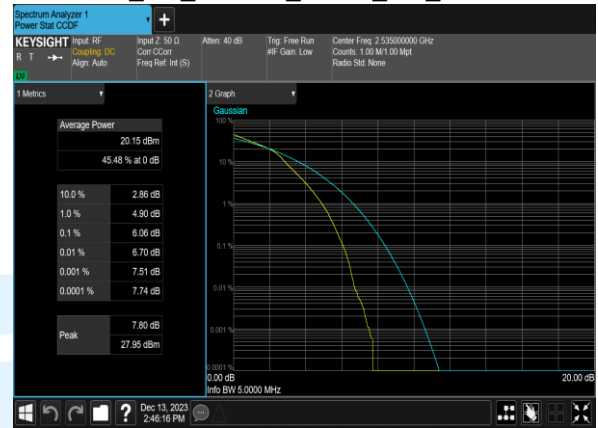 Spectrum Analyzer 1
Power Stat CCDF
+
KEYSIGHT
R T
LW
Input: RF
Coupling: DC
Align: Auto
Input Z: 50 Ω
Corr CCorr
Freq Ref: Int (S)
Atten: 40 dB
Trig: Free Run
#IF Gain: Low
Center Freq: 2.535000000 GHz
Counts: 1.00 M/1.00 Mpt
Radio Std: None
1 Metrics
Average Power
20.15 dBm
45.48 % at 0 dB
10.0 % 2.86 dB
1.0 % 4.90 dB
0.1 % 6.06 dB
0.01 % 6.70 dB
0.001 % 7.51 dB
0.0001 % 7.74 dB
Peak
7.80 dB
27.95 dBm
2 Graph
Gaussian
100 %
10 %
1 %
0.1 %
0.01 %
0.001 %
0.0001 %
0.00 dB
20.00 dB
Info BW 5.0000 MHz
?
Dec 13, 2023
2:46:16 PM